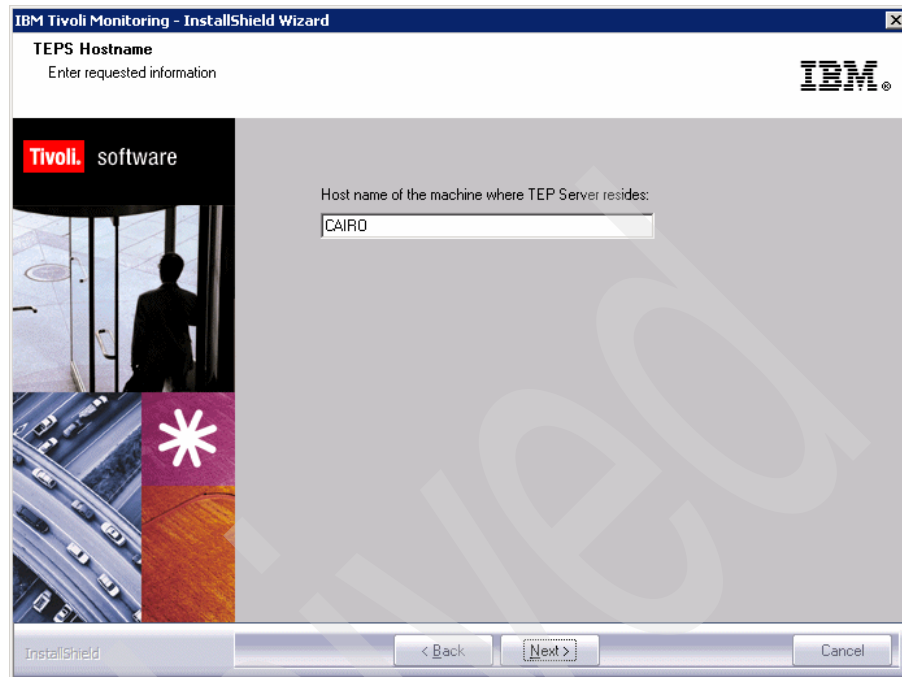 IBM Tivoli Monitoring - InstallShield Wizard
TEPS Hostname
Enter requested information
IBM®
Tivoli. software
Host name of the machine where TEP Server resides:
CAIRO
InstallShield
< Back
Next >
Cancel